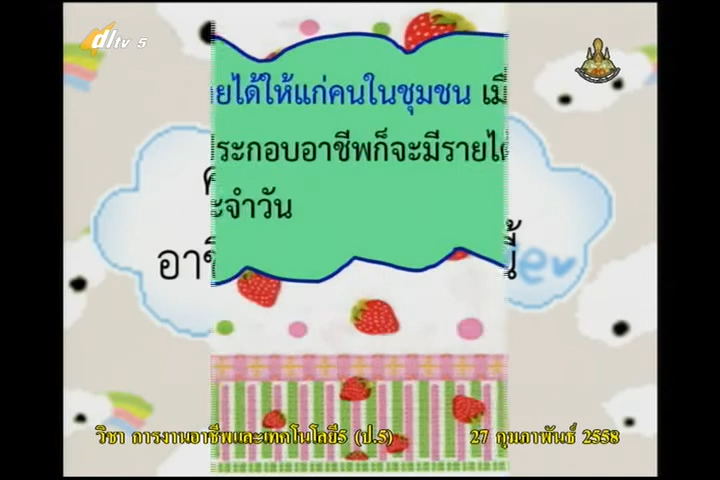 dltv 5
ยได้ให้แก่คนในชุมชน เมื
ระกอบอาชีพก็จะมีรายได้
ะจำวัน
อาชี
วิชา การงานอาชีพและเทคโนโลยี5 (ป.5)
27 กุมภาพันธ์ 2558